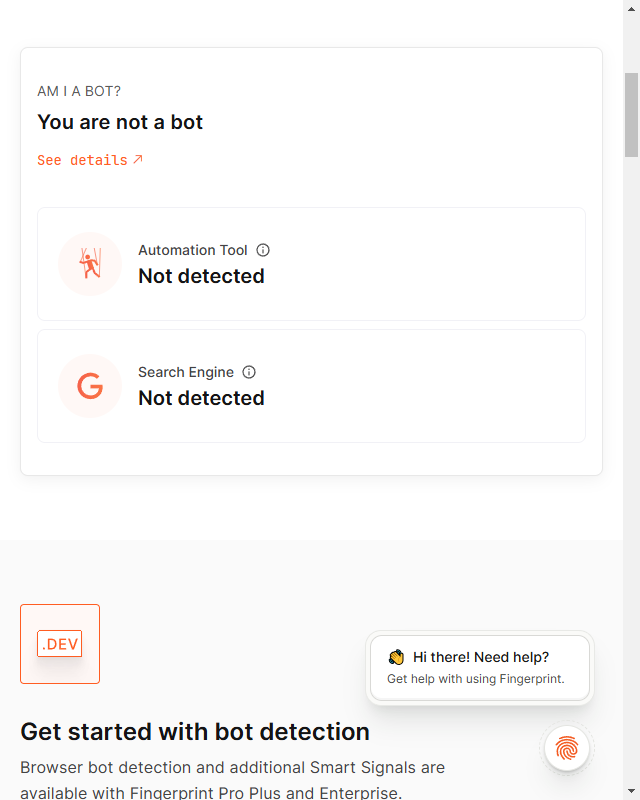 AM I A BOT?
You are not a bot
See details
Automation Tool
Not detected
Search Engine
Not detected
.DEV
Hi there! Need help?
Get help with using Fingerprint.
Get started with bot detection
Browser bot detection and additional Smart Signals are
available with Fingerprint Pro Plus and Enterprise.